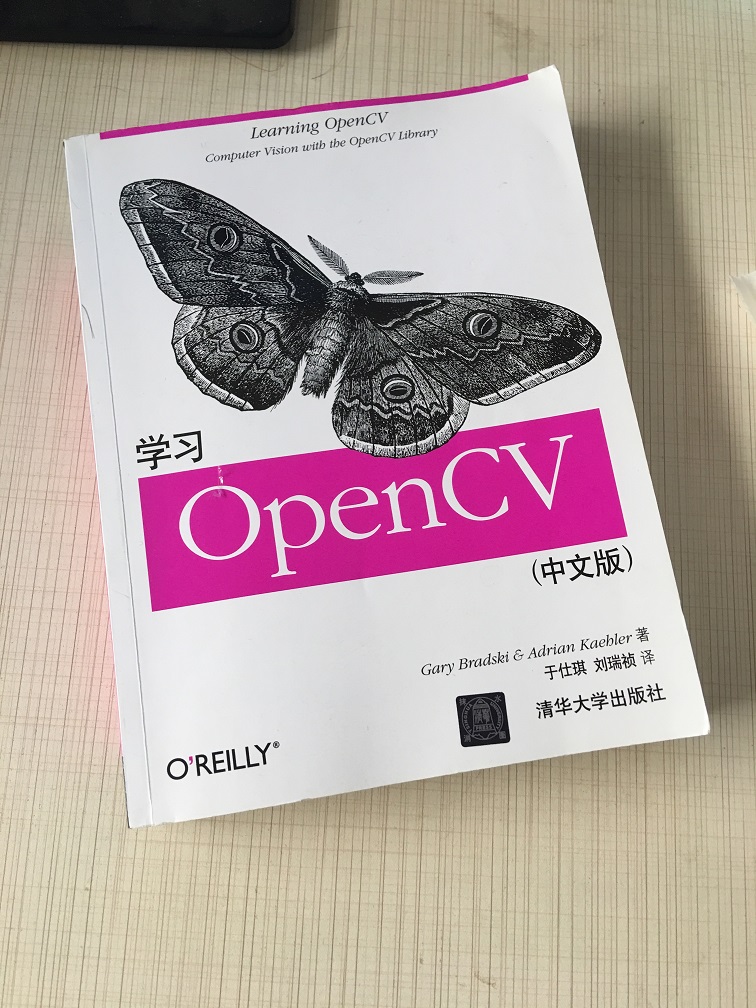 Learning OpenCV
Computer Vision with the OpenCV Library
学习
OpenCV
(中文版)
Gary Bradski & Adrian Kaehler 著
于仕琪 刘瑞祯 译
清华大学出版社
O'REILLY®